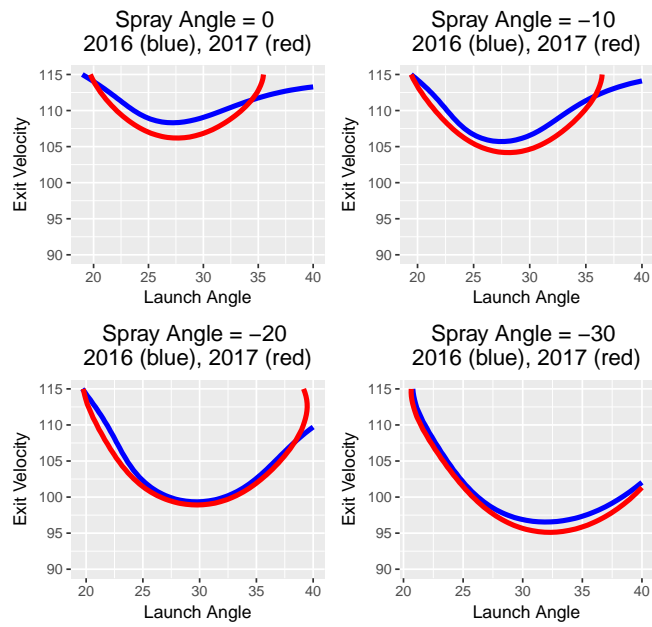 Spray Angle = 0
2016 (blue), 2017 (red)
115
110
105
100
95
90
20 25 30 35 40
Launch Angle
Exit Velocity
Spray Angle = −10
2016 (blue), 2017 (red)
115
110
105
100
95
90
20 25 30 35 40
Launch Angle
Exit Velocity
Spray Angle = −20
2016 (blue), 2017 (red)
115
110
105
100
95
90
20 25 30 35 40
Launch Angle
Exit Velocity
Spray Angle = −30
2016 (blue), 2017 (red)
115
110
105
100
95
90
20 25 30 35 40
Launch Angle
Exit Velocity